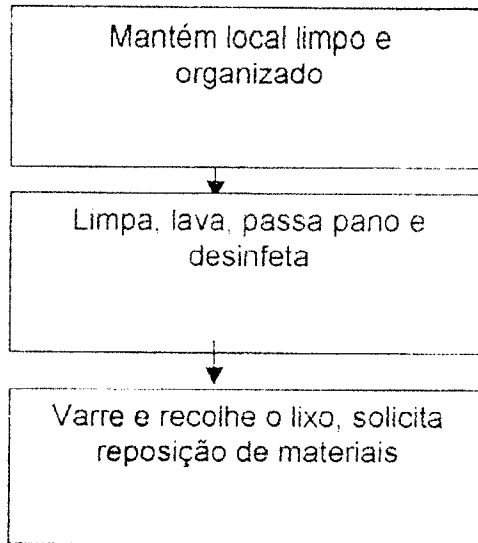 Mantém local limpo e
organizado
Limpa, lava, passa pano e
desinfeta
Varre e recolhe o lixo, solicita
reposição de materiais